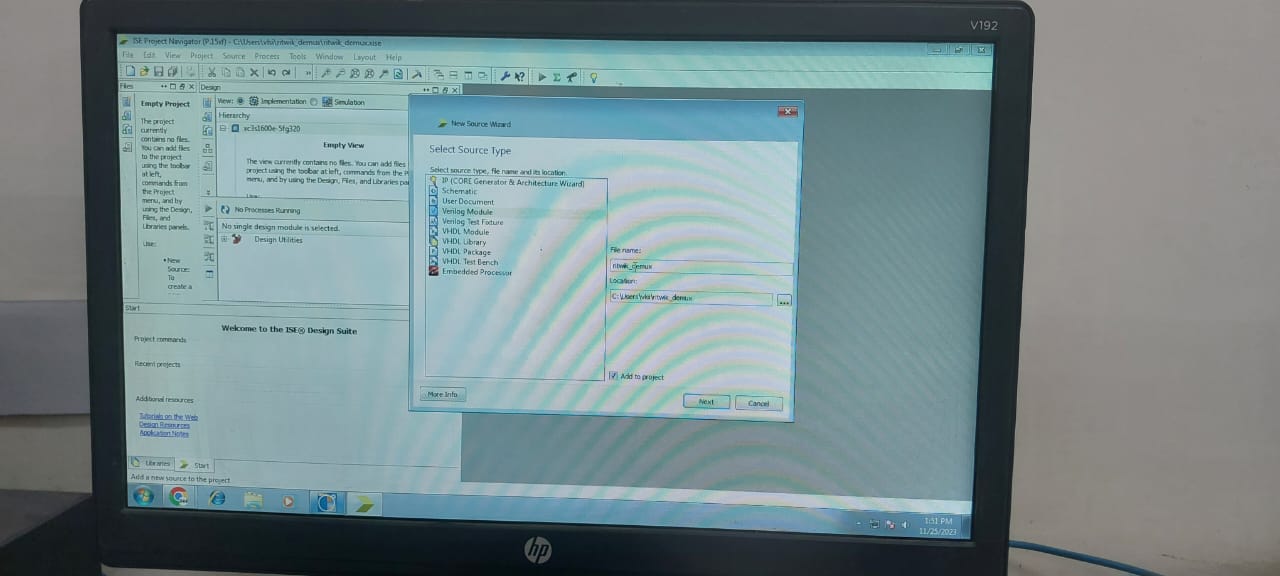 V192
ISE Project Navigator (P.15xf) - C:\Users\vlsi\ritwik_demux\ritwik_demux.xise
File Edit View Project Source Process Tools Window Layout Help
Files
Design
Empty Project
The project
currently
contains no files.
You can add files
to the project
using the toolbar
at left,
commands from
the Project
menu, and by
using the Design,
Files, and
Libraries panels.
Use:
• New
Source:
To
create a
View: Implementation Simulation
Hierarchy
xc3s1600e-5fg320
Empty View
The view currently contains no files. You can add files
project using the toolbar at left, commands from the P
menu, and by using the Design, Files, and Libraries pan
Use:
No Processes Running
No single design module is selected.
Design Utilities
Start
Welcome to the ISE® Design Suite
Project commands
Recent projects
Additional resources
Tutorials on the Web
Design Resources
Application Notes
Libraries Start
Add a new source to the project
New Source Wizard
Select Source Type
Select source type, file name and its location.
IP (CORE Generator & Architecture Wizard)
Schematic
User Document
Verilog Module
Verilog Test Fixture
VHDL Module
VHDL Library
VHDL Package
VHDL Test Bench
Embedded Processor
File name:
ritwik_demux
Location:
C:\Users\vlsi\ritwik_demux
...
Add to project
More Info
Next
Cancel
1:51 PM
11/25/2023
hp